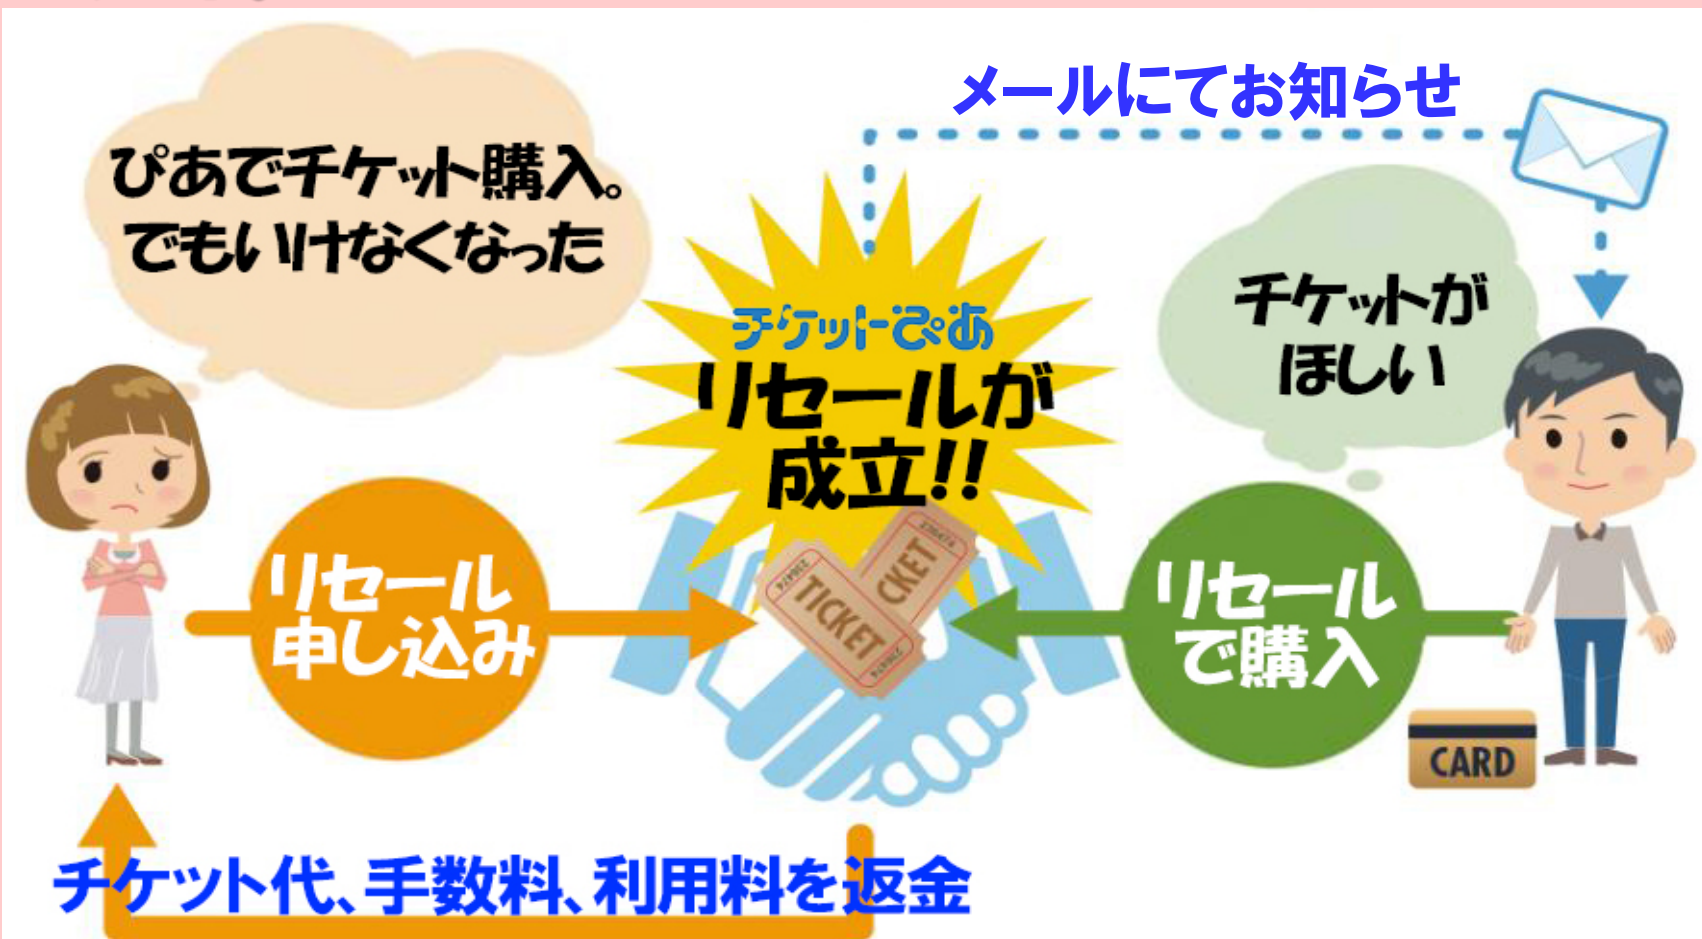 メールにてお知らせ
ぴあでチケット購入。
でもいけなくなった
チケットが
ほしい
チケットぴあ
リセールが
成立!!
リセール
申し込み
TICKET
236474
236474
CKET
236474
リセール
で購入
CARD
チケット代、手数料、利用料を返金